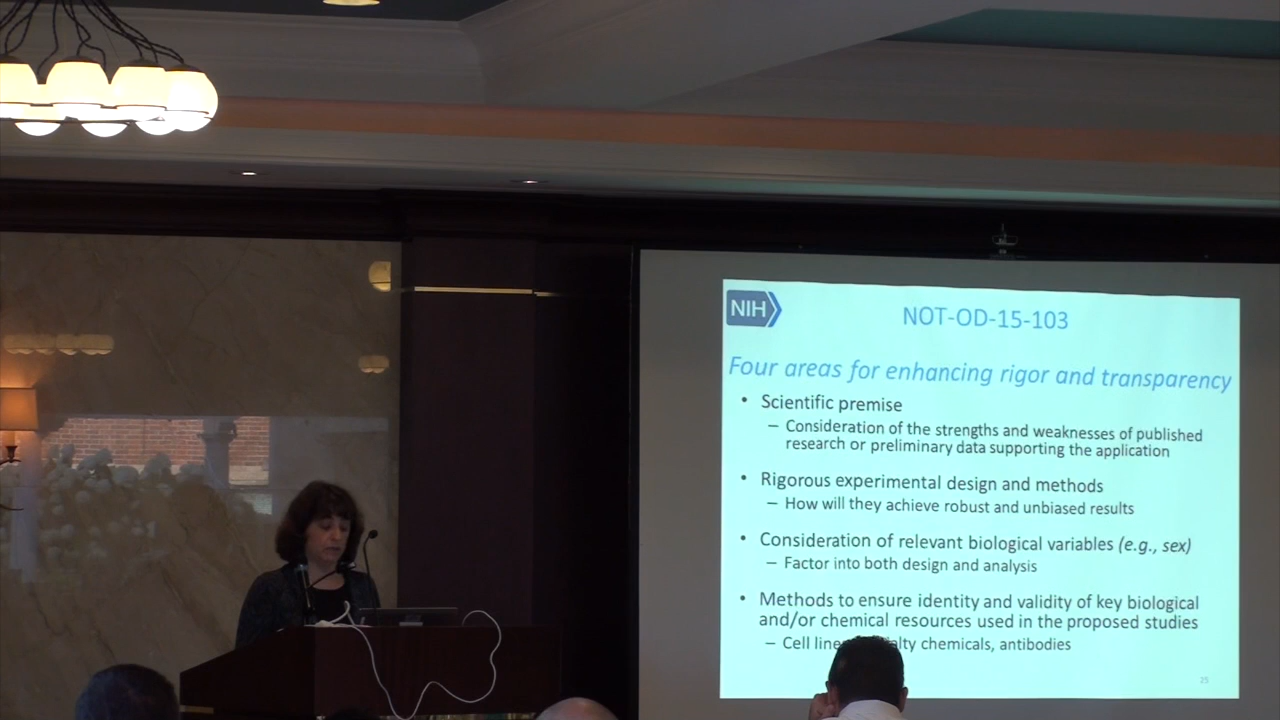 NIH
NOT-OD-15-103
Four areas for enhancing rigor and transparency
• Scientific premise
– Consideration of the strengths and weaknesses of published
research or preliminary data supporting the application
• Rigorous experimental design and methods
– How will they achieve robust and unbiased results
• Consideration of relevant biological variables (e.g., sex)
– Factor into both design and analysis
• Methods to ensure identity and validity of key biological
and/or chemical resources used in the proposed studies
– Cell chemicals, antibodies
25